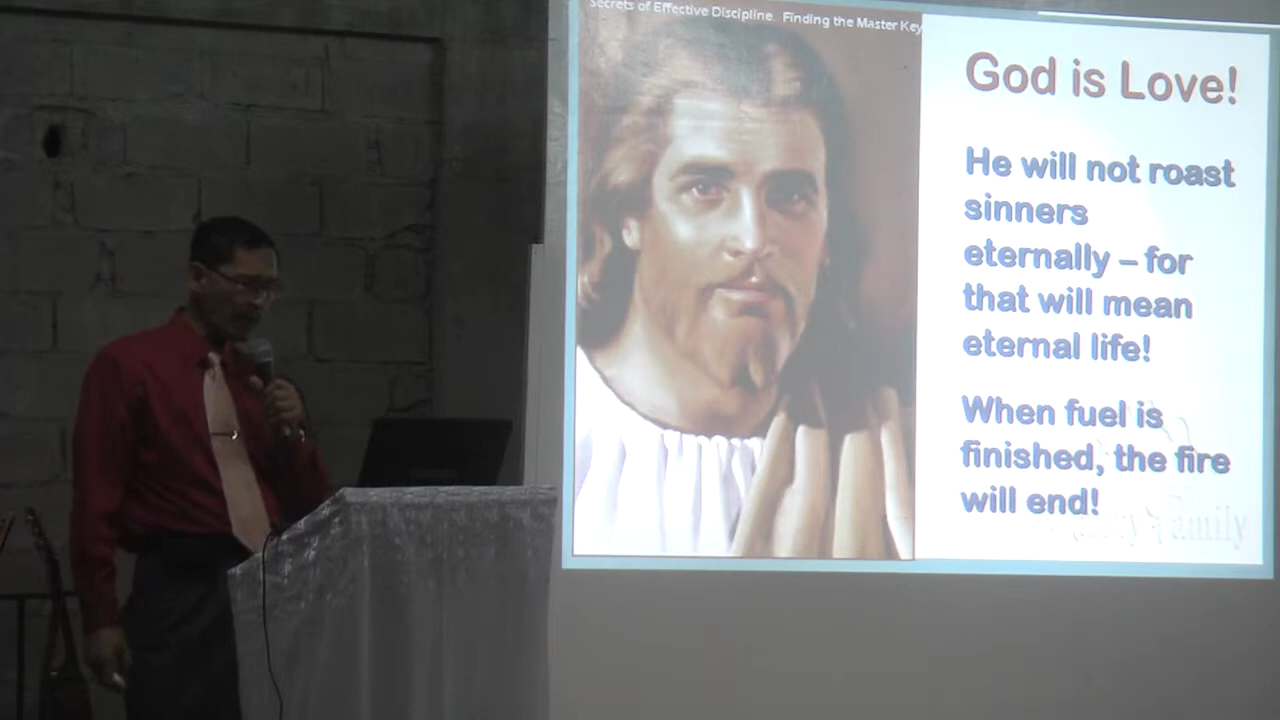 Secrets of Effective Discipline. Finding the Master Key
God is Love!
He will not roast
sinners
eternally – for
that will mean
eternal life!
When fuel is
finished, the fire
will end!
Family